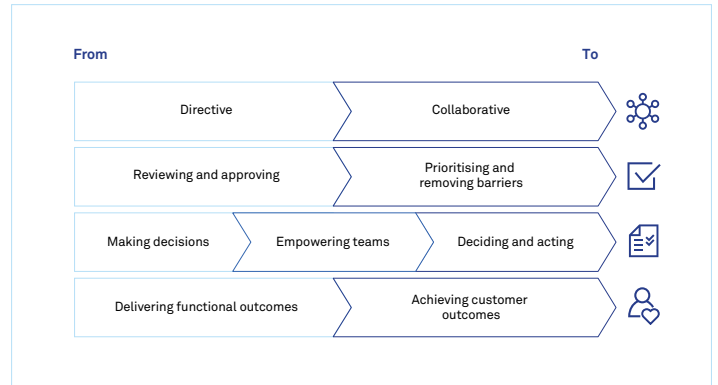 From To
Directive Collaborative
Reviewing and approving Prioritising and
removing barriers
Making decisions Empowering teams Deciding and acting
Delivering functional outcomes Achieving customer
outcomes